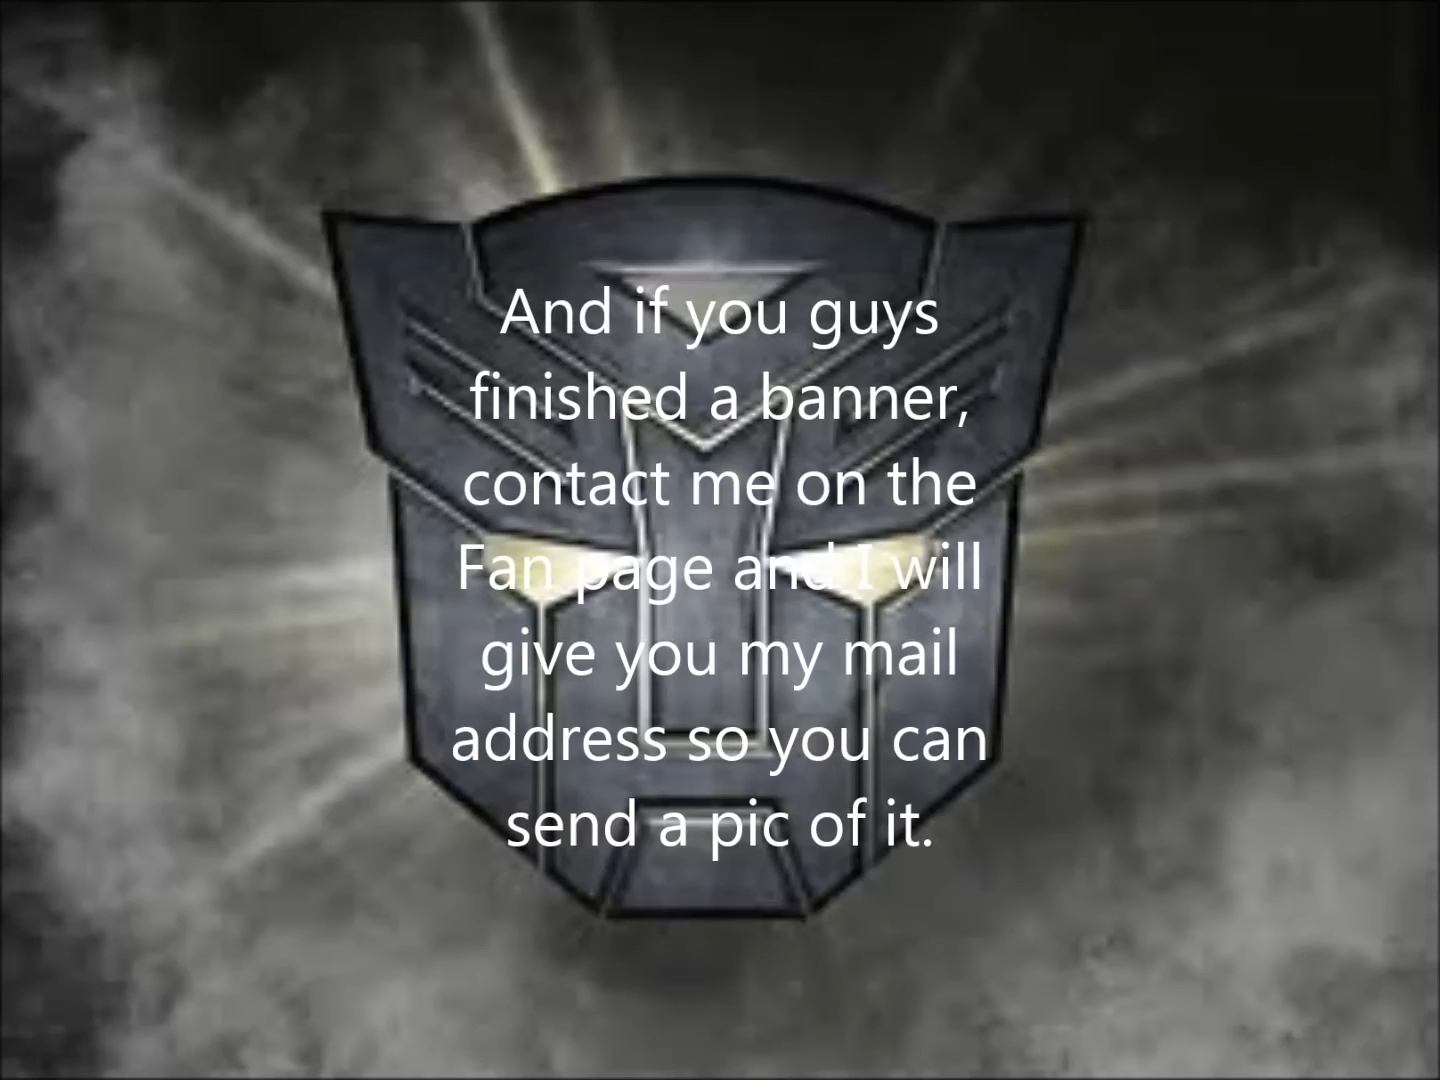 And if you guys
finished a banner,
contact me on the
Fan page and I will
give you my mail
address so you can
send a pic of it.